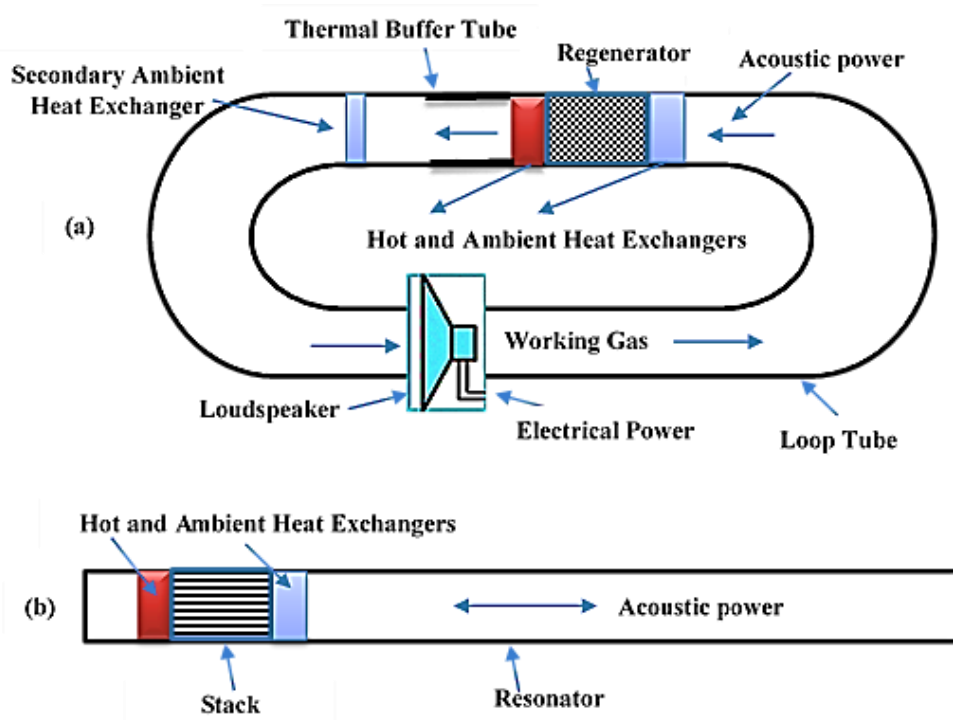 Thermal Buffer Tube
Regenerator
Acoustic power
Secondary Ambient
Heat Exchanger
(a)
Hot and Ambient Heat Exchangers
Working Gas
Loudspeaker
Electrical Power
Loop Tube
Hot and Ambient Heat Exchangers
(b)
Acoustic power
Stack
Resonator